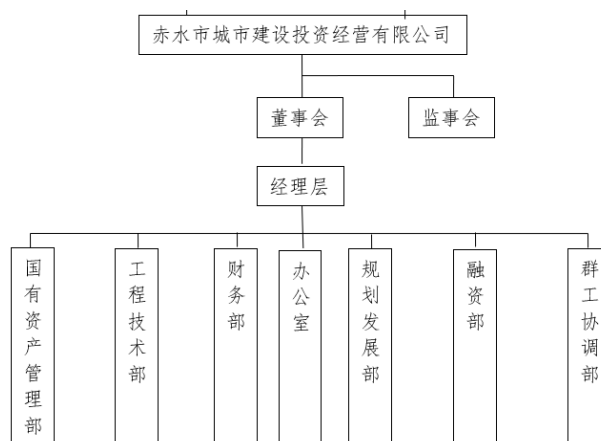 赤水市城市建设投资经营有限公司
董事会
监事会
经理层
国有资产管理部
工程技术部
财务部
办公室
规划发展部
融资部
群工协调部